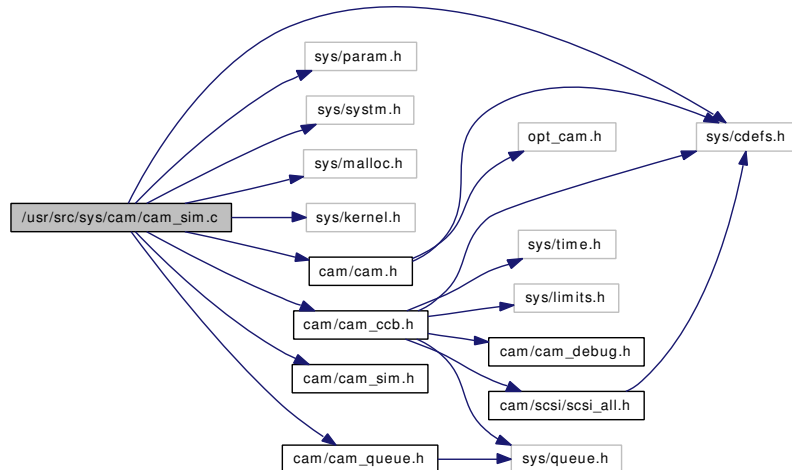 sys/param.h
sys/systm.h
opt_cam.h
sys/cdefs.h
sys/malloc.h
/usr/src/sys/cam/cam_sim.c
sys/kernel.h
sys/time.h
cam/cam.h
sys/limits.h
cam/cam_ccb.h
cam/cam_debug.h
cam/cam_sim.h
cam/scsi/scsi_all.h
cam/cam_queue.h
sys/queue.h